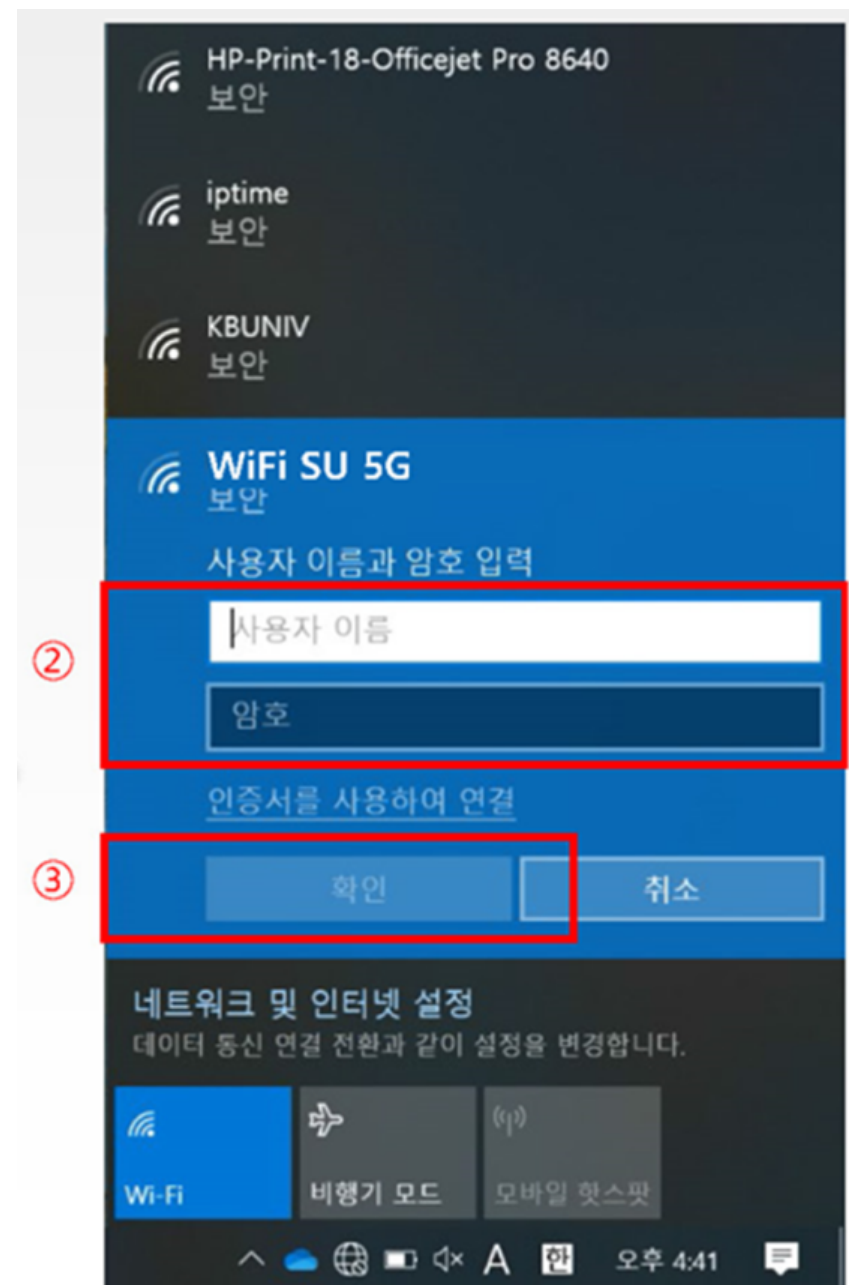 HP-Print-18-Officejet Pro 8640
보안
iptime
보안
KBUNIV
보안
WiFi SU 5G
보안
사용자 이름과 암호 입력
② 사용자 이름
암호
인증서를 사용하여 연결
③ 확인 취소
네트워크 및 인터넷 설정
데이터 통신 연결 전환과 같이 설정을 변경합니다.
Wi-Fi 비행기 모드 모바일 핫스팟
A 한 오후 4:41